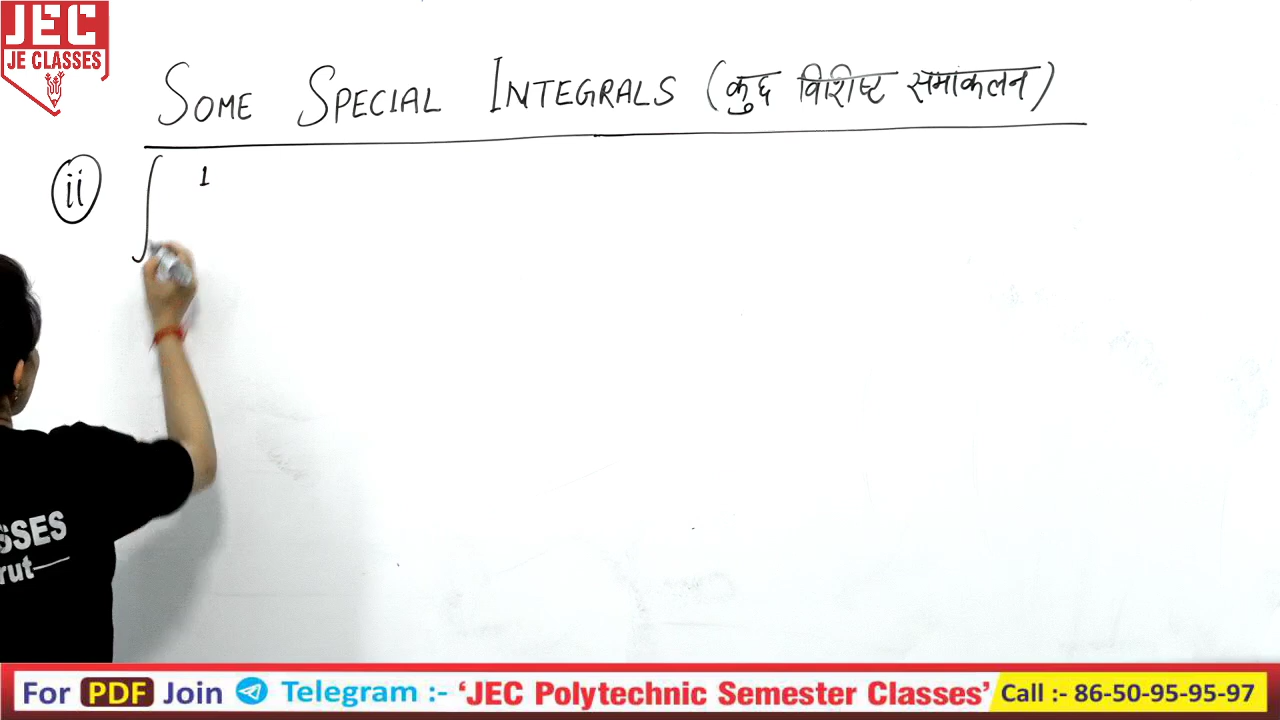 JEC
JE CLASSES
SOME SPECIAL INTEGRALS (कुछ विशिष्ट समाकलन)
ii ∫ 1
SSES
rut
For PDF Join Telegram :- ‘JEC Polytechnic Semester Classes’ Call :- 86-50-95-95-97